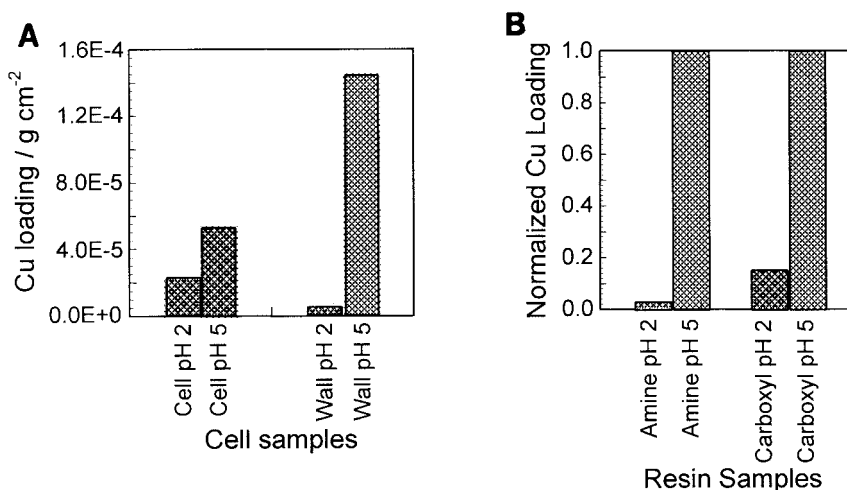 A
Cu loading / g cm-2
1.6E-4
1.2E-4
8.0E-5
4.0E-5
0.0E+0
Cell pH 2
Cell pH 5
Wall pH 2
Wall pH 5
Cell samples
B
Normalized Cu Loading
1.0
0.8
0.6
0.4
0.2
0.0
Amine pH 2
Amine pH 5
Carboxyl pH 2
Carboxyl pH 5
Resin Samples